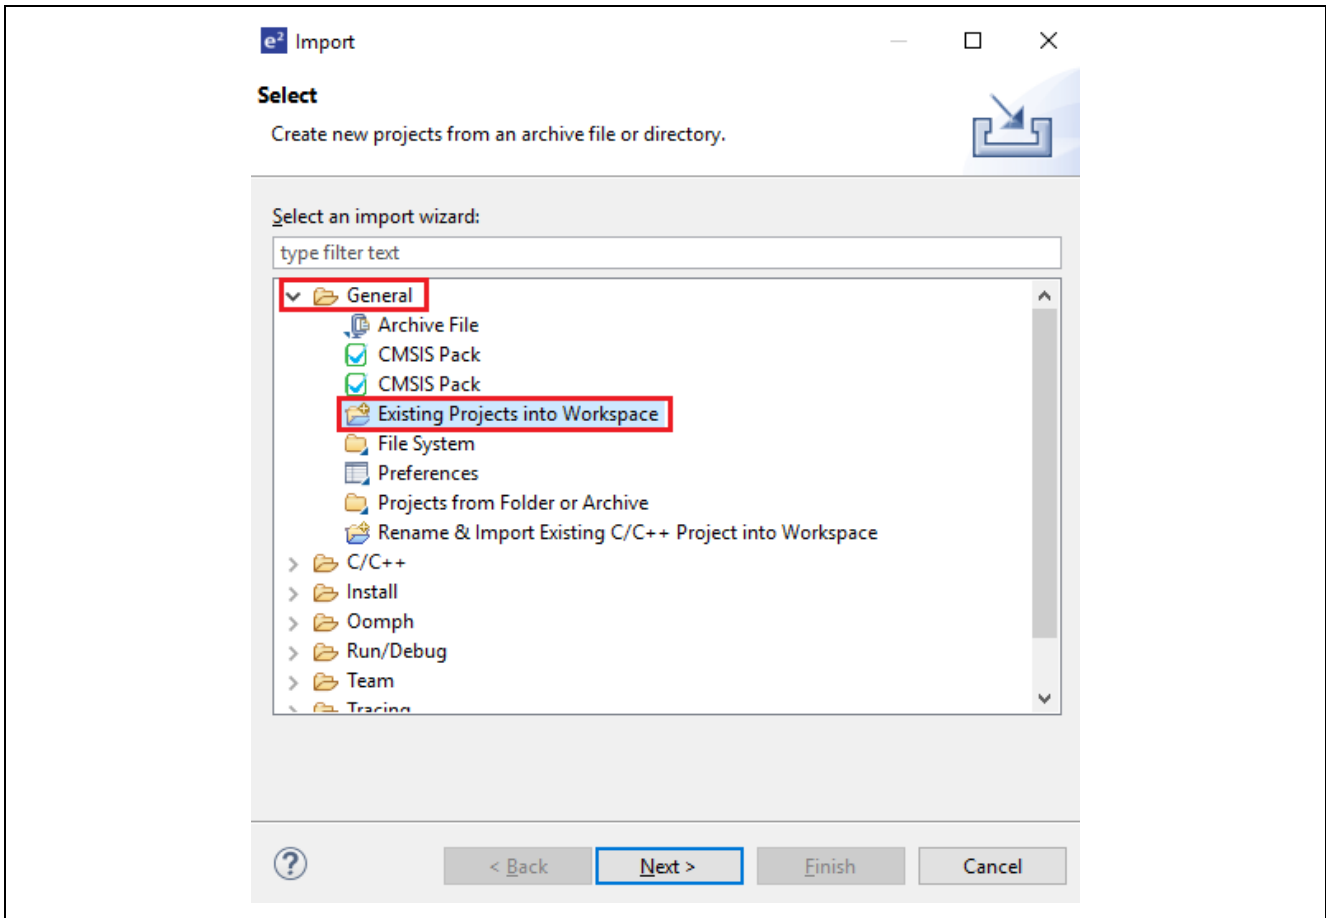 e² Import
Select
Create new projects from an archive file or directory.
Select an import wizard:
type filter text
General
Archive File
CMSIS Pack
CMSIS Pack
Existing Projects into Workspace
File System
Preferences
Projects from Folder or Archive
Rename & Import Existing C/C++ Project into Workspace
C/C++
Install
Oomph
Run/Debug
Team
Tracing
? < Back Next > Finish Cancel